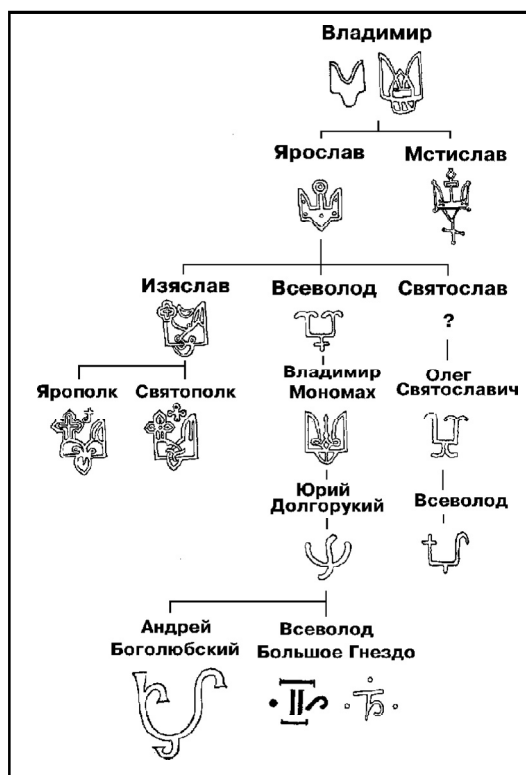 Владимир
Ярослав Мстислав
Изяслав Всеволод Святослав
?
Ярополк Святополк
Владимир
Мономах
Олег
Святославич
Юрий
Долгорукий
Всеволод
Андрей
Боголюбский
Всеволод
Большое Гнездо